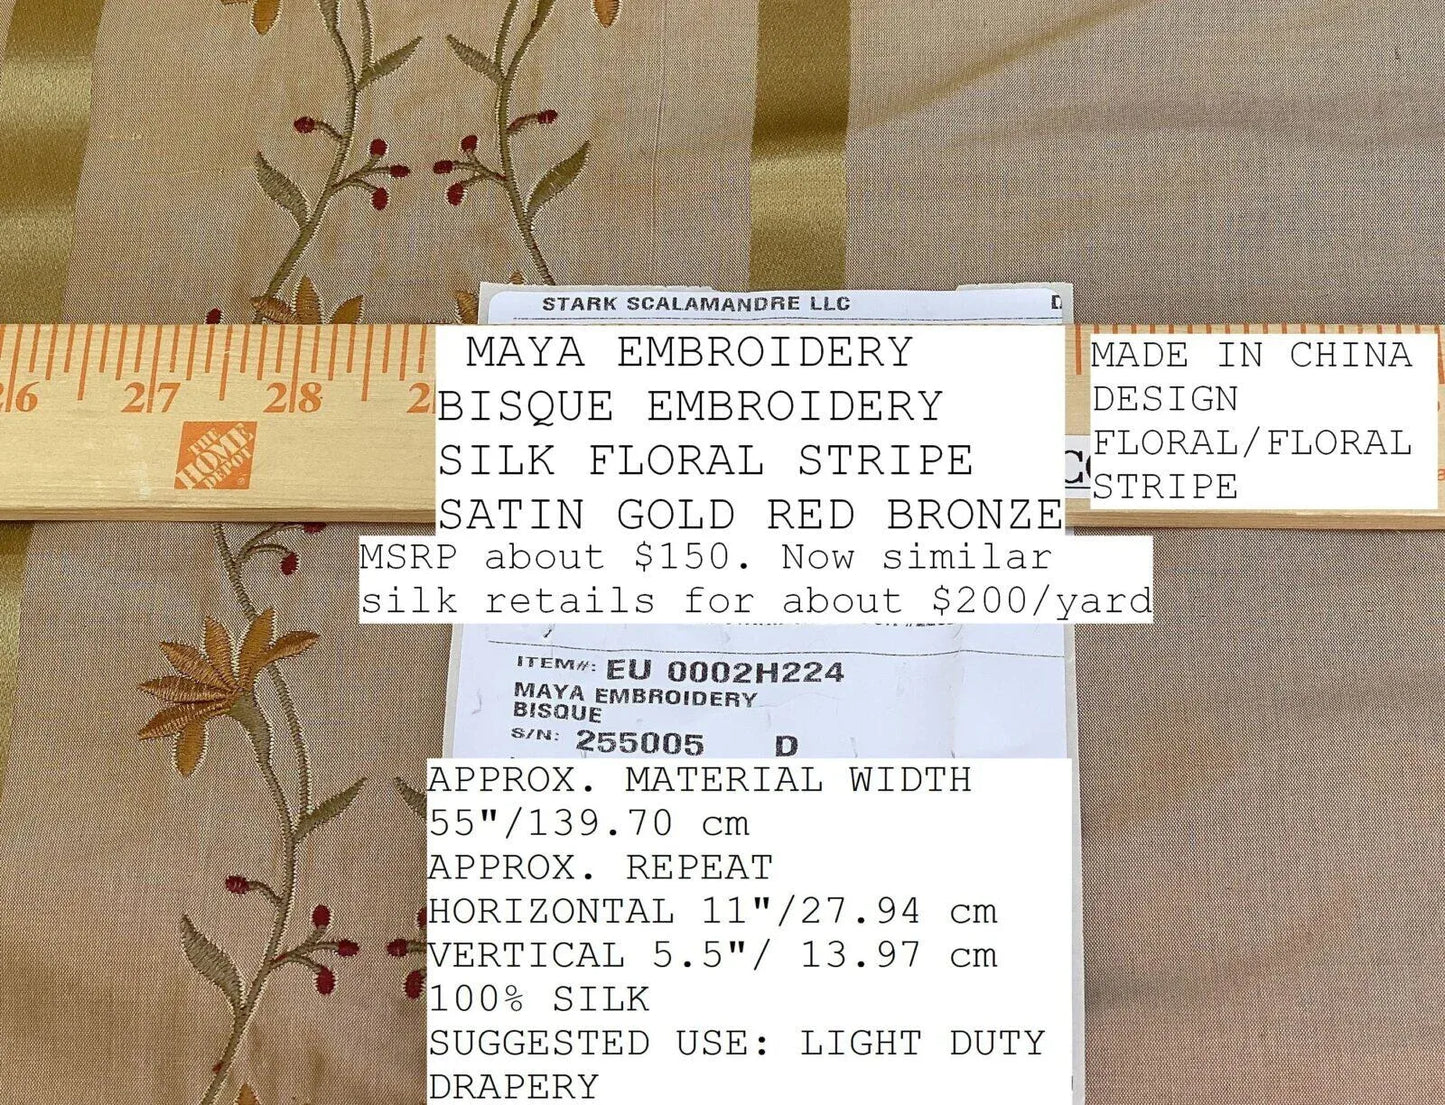 STARK SCALAMANDRE LLC
MAYA EMBROIDERY
BISQUE EMBROIDERY
SILK FLORAL STRIPE
SATIN GOLD RED BRONZE
MADE IN CHINA
DESIGN
FLORAL/FLORAL
STRIPE
26 27 28 2
THE
HOME
DEPOT
MSRP about $150. Now similar
silk retails for about $200/yard
ITEM#: EU 0002H224
MAYA EMBROIDERY
BISQUE
S/N: 255005 D
APPROX. MATERIAL WIDTH
55"/139.70 cm
APPROX. REPEAT
HORIZONTAL 11"/27.94 cm
VERTICAL 5.5"/ 13.97 cm
100% SILK
SUGGESTED USE: LIGHT DUTY
DRAPERY